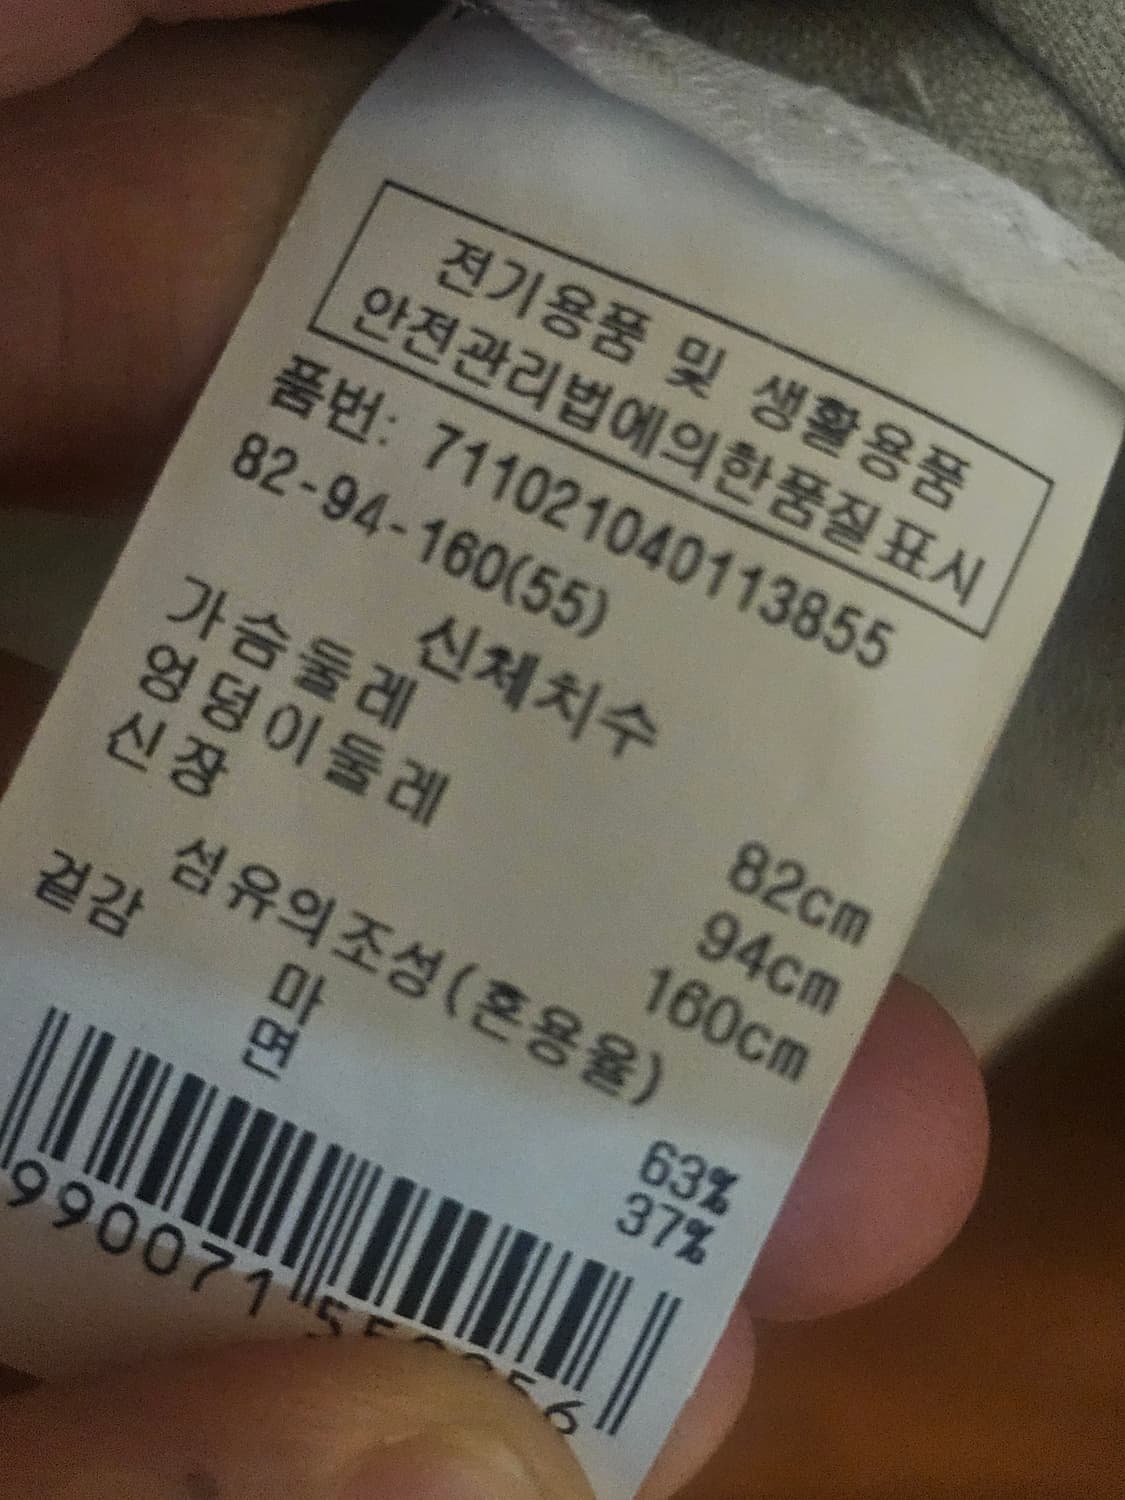 전기용품 및 생활용품
안전관리법에의한품질표시
품번: 711021040113855
82-94-160(55)
신체치수
가슴둘레 82cm
엉덩이둘레 94cm
신장 160cm
섬유의조성(혼용율)
겉감 마 63%
면 37%
990071